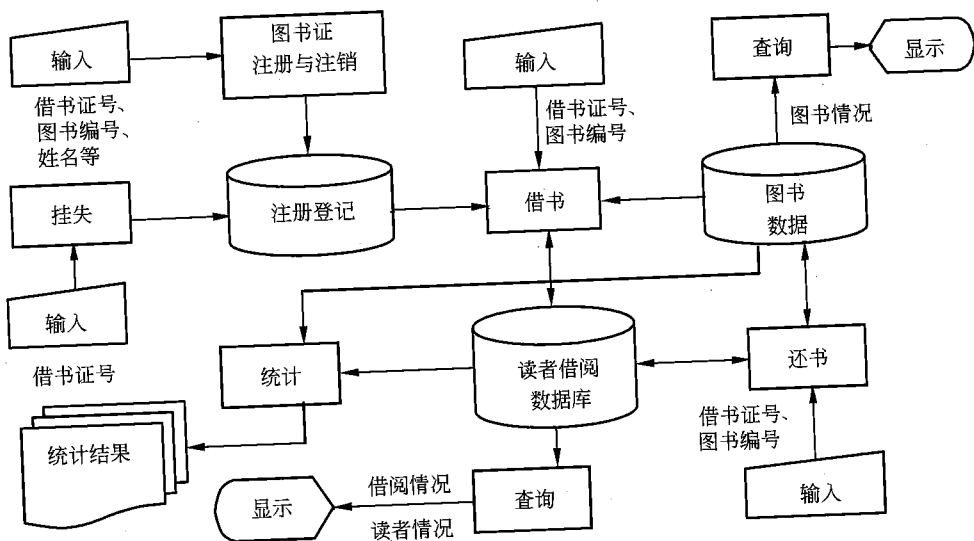 输入
图书证
注册与注销
输入
查询
显示
借书证号、
图书编号、
姓名等
借书证号、
图书编号
图书情况
挂失
注册登记
借书
图书
数据
输入
借书证号
统计
读者借阅
数据库
还书
借书证号、
图书编号
统计结果
显示
借阅情况
读者情况
查询
输入